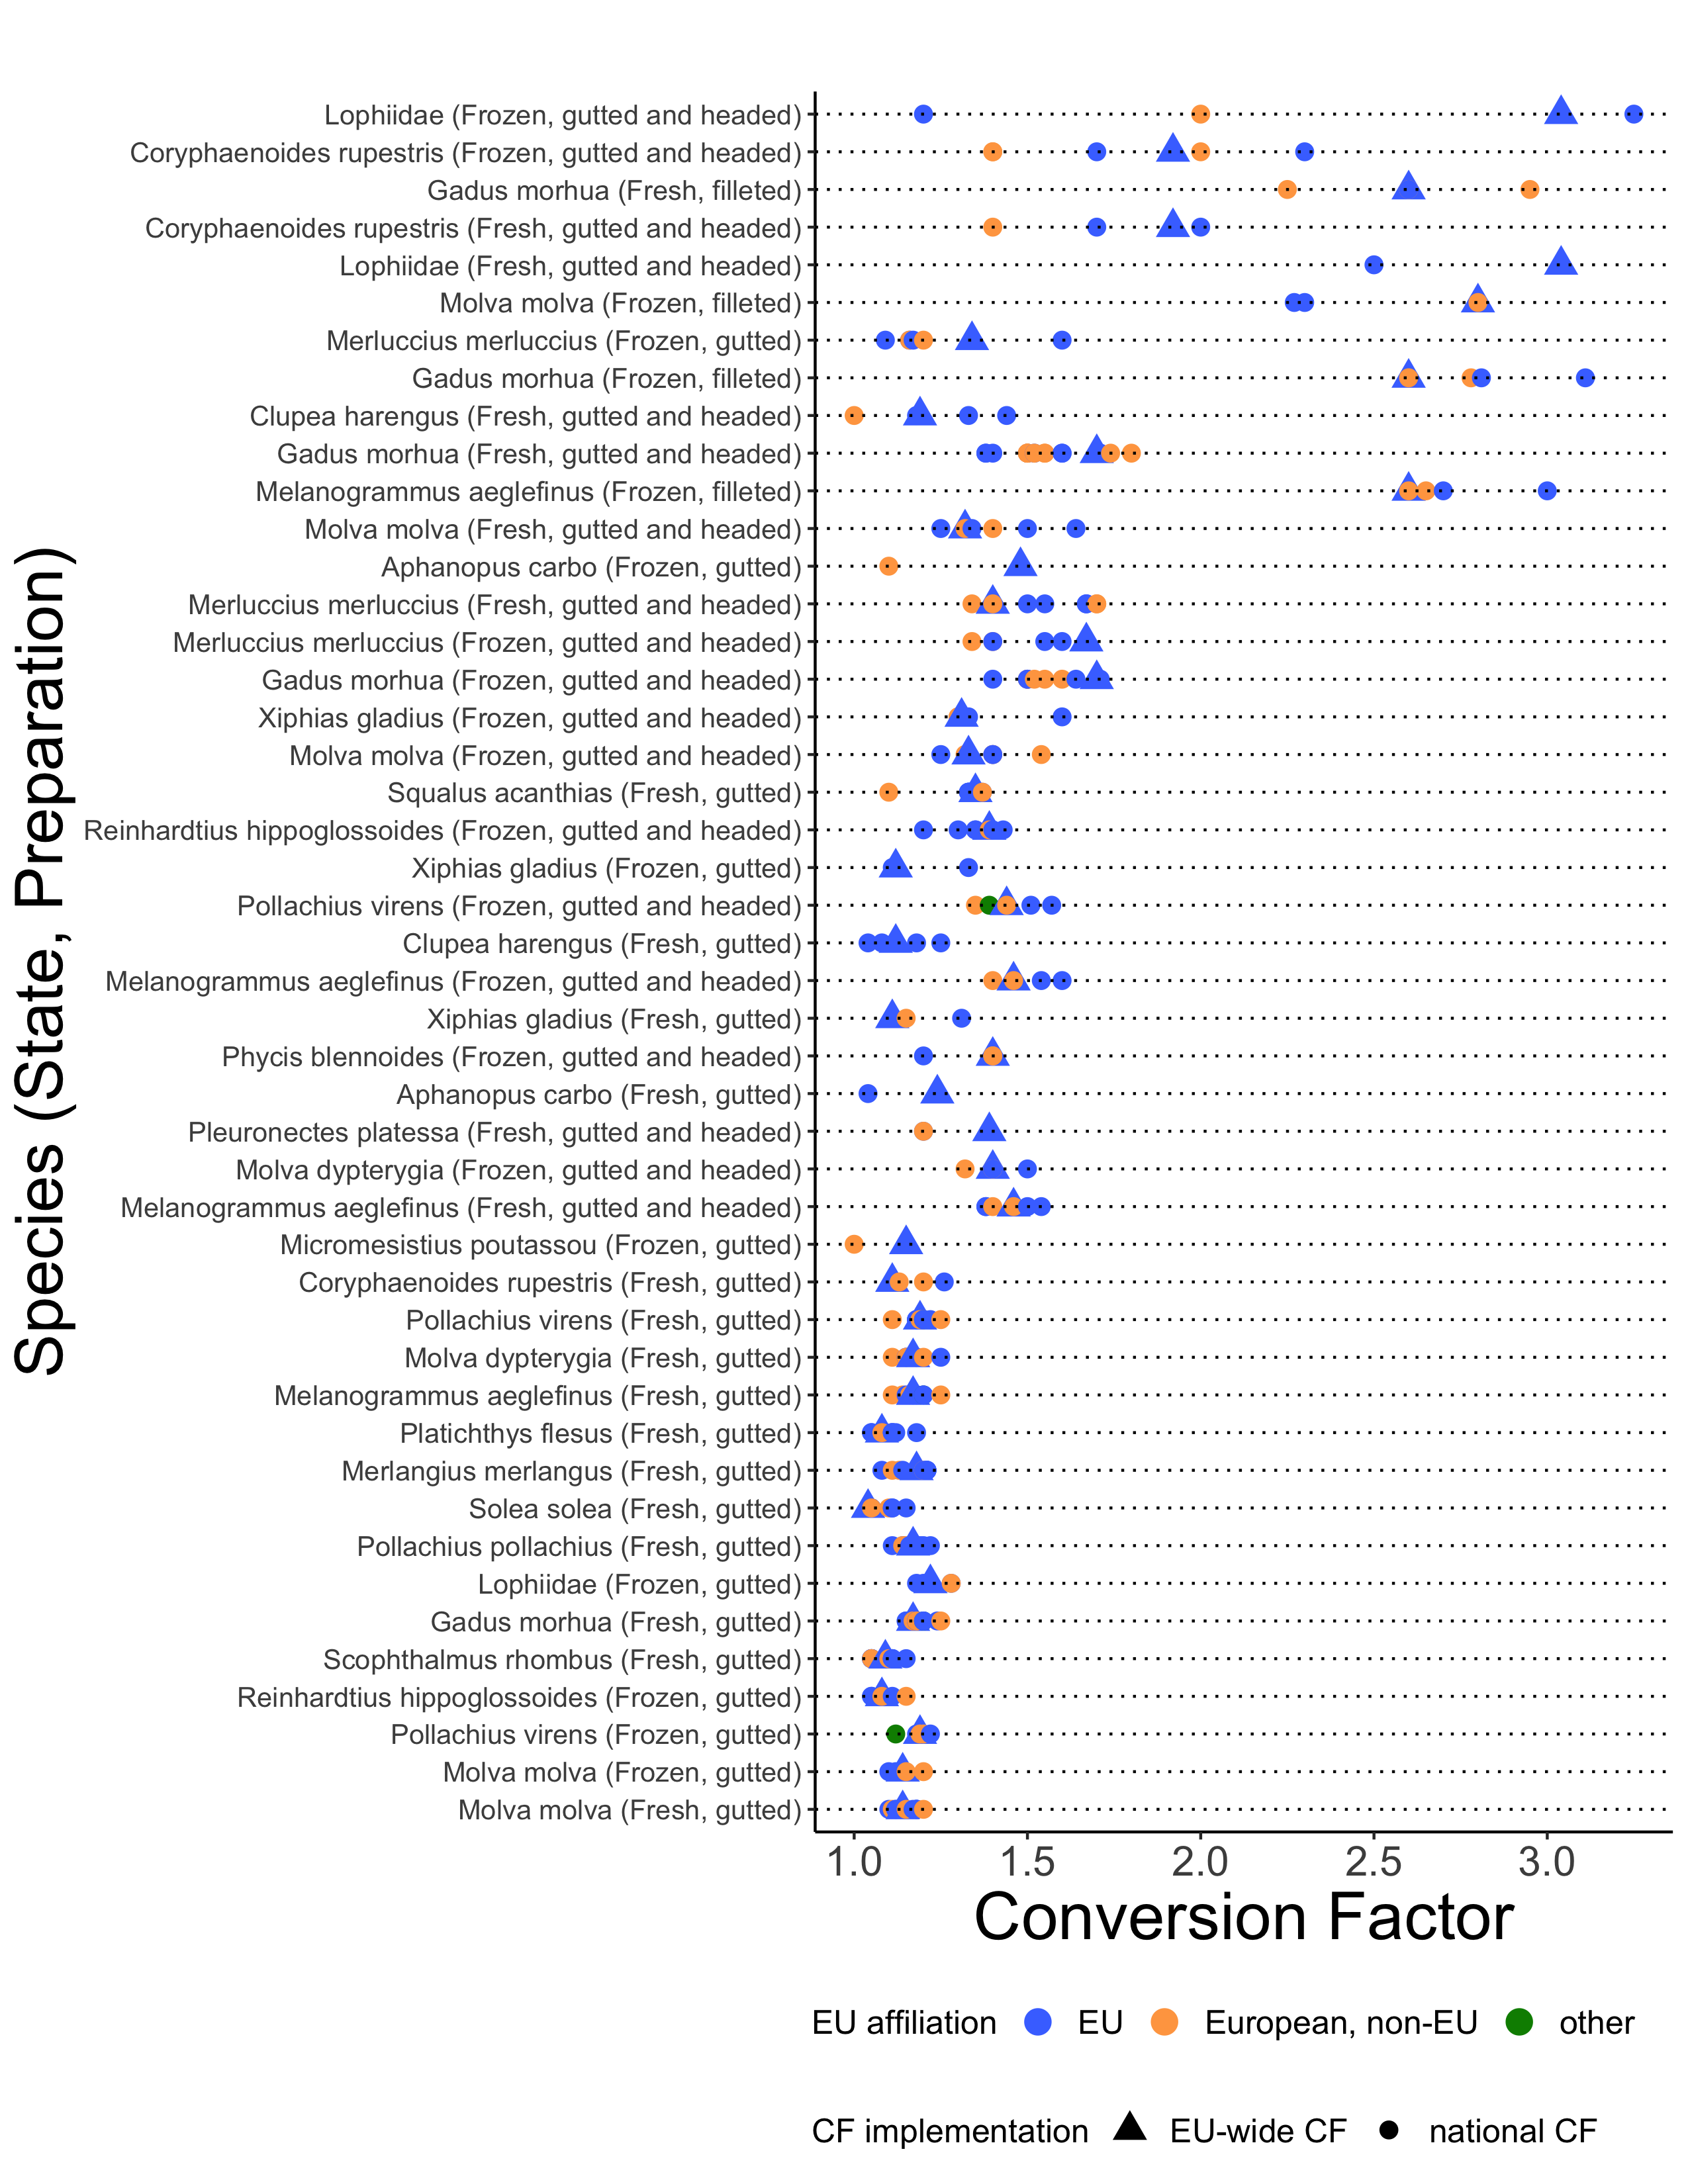 Species (State, Preparation)
Lophiidae (Frozen, gutted and headed)
Coryphaenoides rupestris (Frozen, gutted and headed)
Gadus morhua (Fresh, filleted)
Coryphaenoides rupestris (Fresh, gutted and headed)
Lophiidae (Fresh, gutted and headed)
Molva molva (Frozen, filleted)
Merluccius merluccius (Frozen, gutted)
Gadus morhua (Frozen, filleted)
Clupea harengus (Fresh, gutted and headed)
Gadus morhua (Fresh, gutted and headed)
Melanogrammus aeglefinus (Frozen, filleted)
Molva molva (Fresh, gutted and headed)
Aphanopus carbo (Frozen, gutted)
Merluccius merluccius (Fresh, gutted and headed)
Merluccius merluccius (Frozen, gutted and headed)
Gadus morhua (Frozen, gutted and headed)
Xiphias gladius (Frozen, gutted and headed)
Molva molva (Frozen, gutted and headed)
Squalus acanthias (Fresh, gutted)
Reinhardtius hippoglossoides (Frozen, gutted and headed)
Xiphias gladius (Frozen, gutted)
Pollachius virens (Frozen, gutted and headed)
Clupea harengus (Fresh, gutted)
Melanogrammus aeglefinus (Frozen, gutted and headed)
Xiphias gladius (Fresh, gutted)
Phycis blennoides (Frozen, gutted and headed)
Aphanopus carbo (Fresh, gutted)
Pleuronectes platessa (Fresh, gutted and headed)
Molva dypterygia (Frozen, gutted and headed)
Melanogrammus aeglefinus (Fresh, gutted and headed)
Micromesistius poutassou (Frozen, gutted)
Coryphaenoides rupestris (Fresh, gutted)
Pollachius virens (Fresh, gutted)
Molva dypterygia (Fresh, gutted)
Melanogrammus aeglefinus (Fresh, gutted)
Platichthys flesus (Fresh, gutted)
Merlangius merlangus (Fresh, gutted)
Solea solea (Fresh, gutted)
Pollachius pollachius (Fresh, gutted)
Lophiidae (Frozen, gutted)
Gadus morhua (Fresh, gutted)
Scophthalmus rhombus (Fresh, gutted)
Reinhardtius hippoglossoides (Frozen, gutted)
Pollachius virens (Frozen, gutted)
Molva molva (Frozen, gutted)
Molva molva (Fresh, gutted)
1.0 1.5 2.0 2.5 3.0
Conversion Factor
EU affiliation EU European, non-EU other
CF implementation EU-wide CF national CF